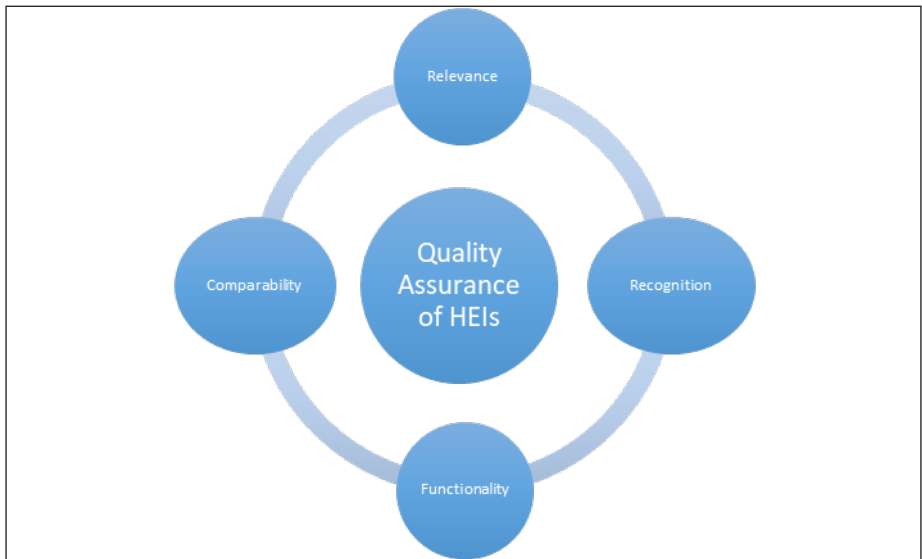 Relevance
Comparability
Quality
Assurance
of HEIs
Recognition
Functionality